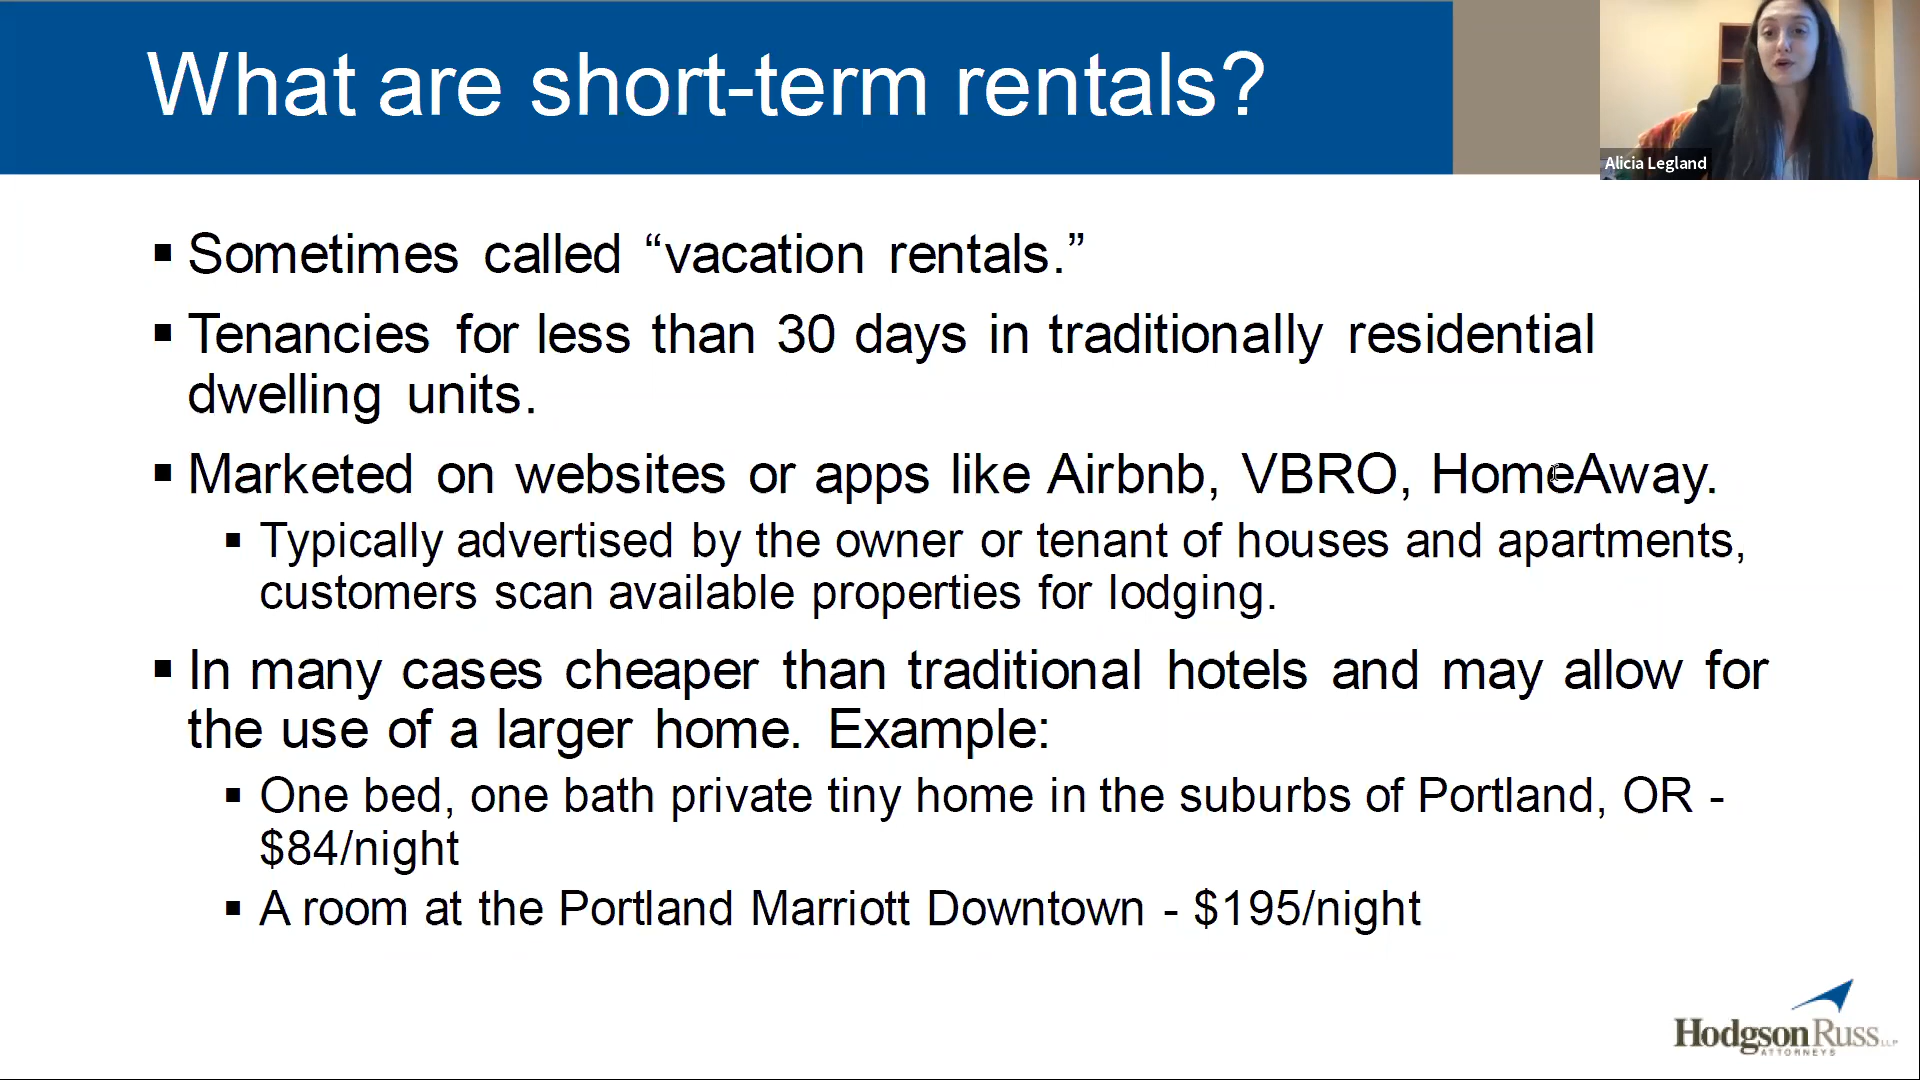 What are short-term rentals?
Alicia Legland
▪ Sometimes called “vacation rentals.”
▪ Tenancies for less than 30 days in traditionally residential
dwelling units.
▪ Marketed on websites or apps like Airbnb, VBRO, HomeAway.
▪ Typically advertised by the owner or tenant of houses and apartments,
customers scan available properties for lodging.
▪ In many cases cheaper than traditional hotels and may allow for
the use of a larger home. Example:
▪ One bed, one bath private tiny home in the suburbs of Portland, OR -
$84/night
▪ A room at the Portland Marriott Downtown - $195/night
HodgsonRuss LLP
ATTORNEYS